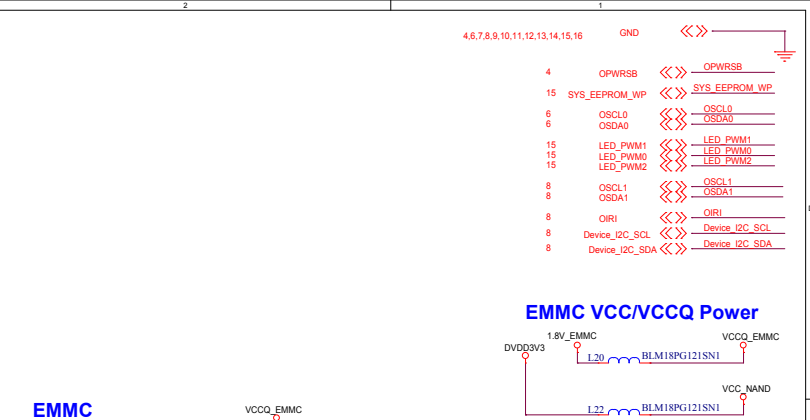 2 1
4,6,7,8,9,10,11,12,13,14,15,16 GND
4 OPWRSB OPWRSB
15 SYS_EEPROM_WP SYS_EEPROM_WP
6 OSCL0 OSCL0
6 OSDA0 OSDA0
15 LED_PWM1 LED_PWM1
15 LED_PWM0 LED_PWM0
15 LED_PWM2 LED_PWM2
8 OSCL1 OSCL1
8 OSDA1 OSDA1
8 OIRI OIRI
8 Device_I2C_SCL Device_I2C_SCL
8 Device_I2C_SDA Device_I2C_SDA
EMMC VCC/VCCQ Power
1.8V_EMMC VCCQ_EMMC
DVDD3V3
L20 BLM18PG121SN1
VCC_NAND
EMMC VCCQ_EMMC L22 BLM18PG121SN1